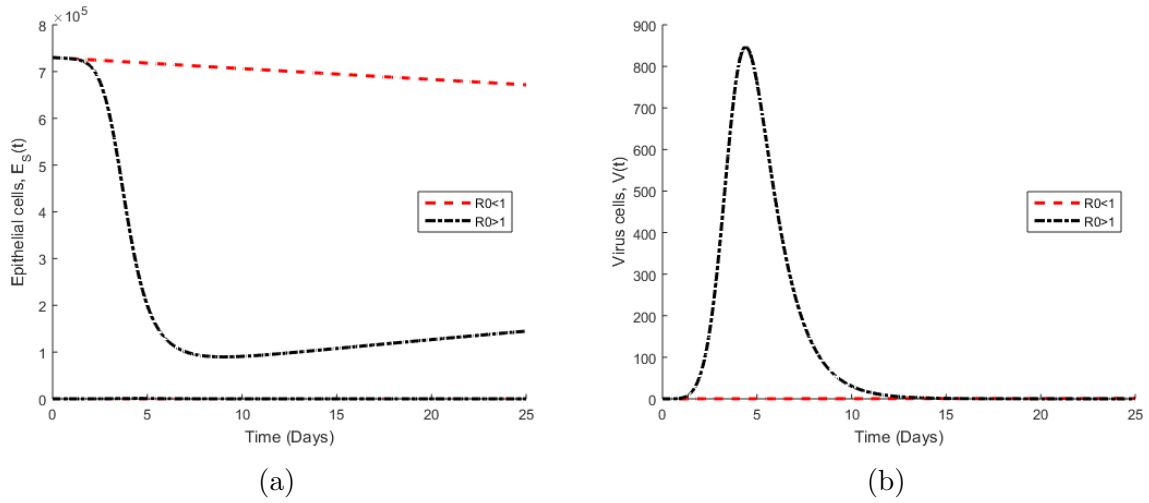 × 10^5
8
7
6
5
4
3
2
1
0
Epithelial cells, E_S(t)
0 5 10 15 20 25
Time (Days)
R0<1
R0>1
(a)
900
800
700
600
500
400
300
200
100
0
Virus cells, V(t)
0 5 10 15 20 25
Time (Days)
R0<1
R0>1
(b)